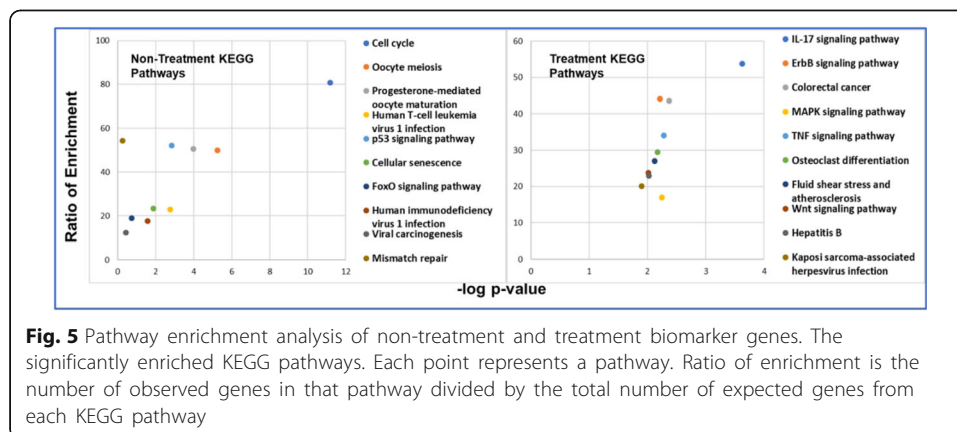 Non-Treatment KEGG
Pathways
Ratio of Enrichment
100
80
60
40
20
0
0 2 4 6 8 10 12
Cell cycle
Oocyte meiosis
Progesterone-mediated
oocyte maturation
Human T-cell leukemia
virus 1 infection
p53 signaling pathway
Cellular senescence
FoxO signaling pathway
Human immunodeficiency
virus 1 infection
Viral carcinogenesis
Mismatch repair
Treatment KEGG
Pathways
60
50
40
30
20
10
0
0 1 2 3 4
IL-17 signaling pathway
ErbB signaling pathway
Colorectal cancer
MAPK signaling pathway
TNF signaling pathway
Osteoclast differentiation
Fluid shear stress and
atherosclerosis
Wnt signaling pathway
Hepatitis B
Kaposi sarcoma-associated
herpesvirus infection
-log p-value
Fig. 5 Pathway enrichment analysis of non-treatment and treatment biomarker genes. The
significantly enriched KEGG pathways. Each point represents a pathway. Ratio of enrichment is the
number of observed genes in that pathway divided by the total number of expected genes from
each KEGG pathway